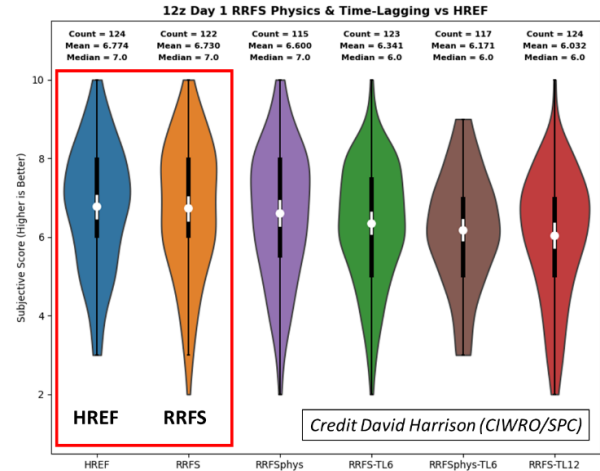 12z Day 1 RRFS Physics & Time-Lagging vs HREF
Count = 124 Count = 122 Count = 115 Count = 123 Count = 117 Count = 124
Mean = 6.774 Mean = 6.730 Mean = 6.600 Mean = 6.341 Mean = 6.171 Mean = 6.032
Median = 7.0 Median = 7.0 Median = 7.0 Median = 6.0 Median = 6.0 Median = 6.0
Subjective Score (Higher is Better)
10
8
6
4
2
HREF RRFS
Credit David Harrison (CIWRO/SPC)
HREF RRFS RRFSphys RRFS-TL6 RRFSphys-TL6 RRFS-TL12